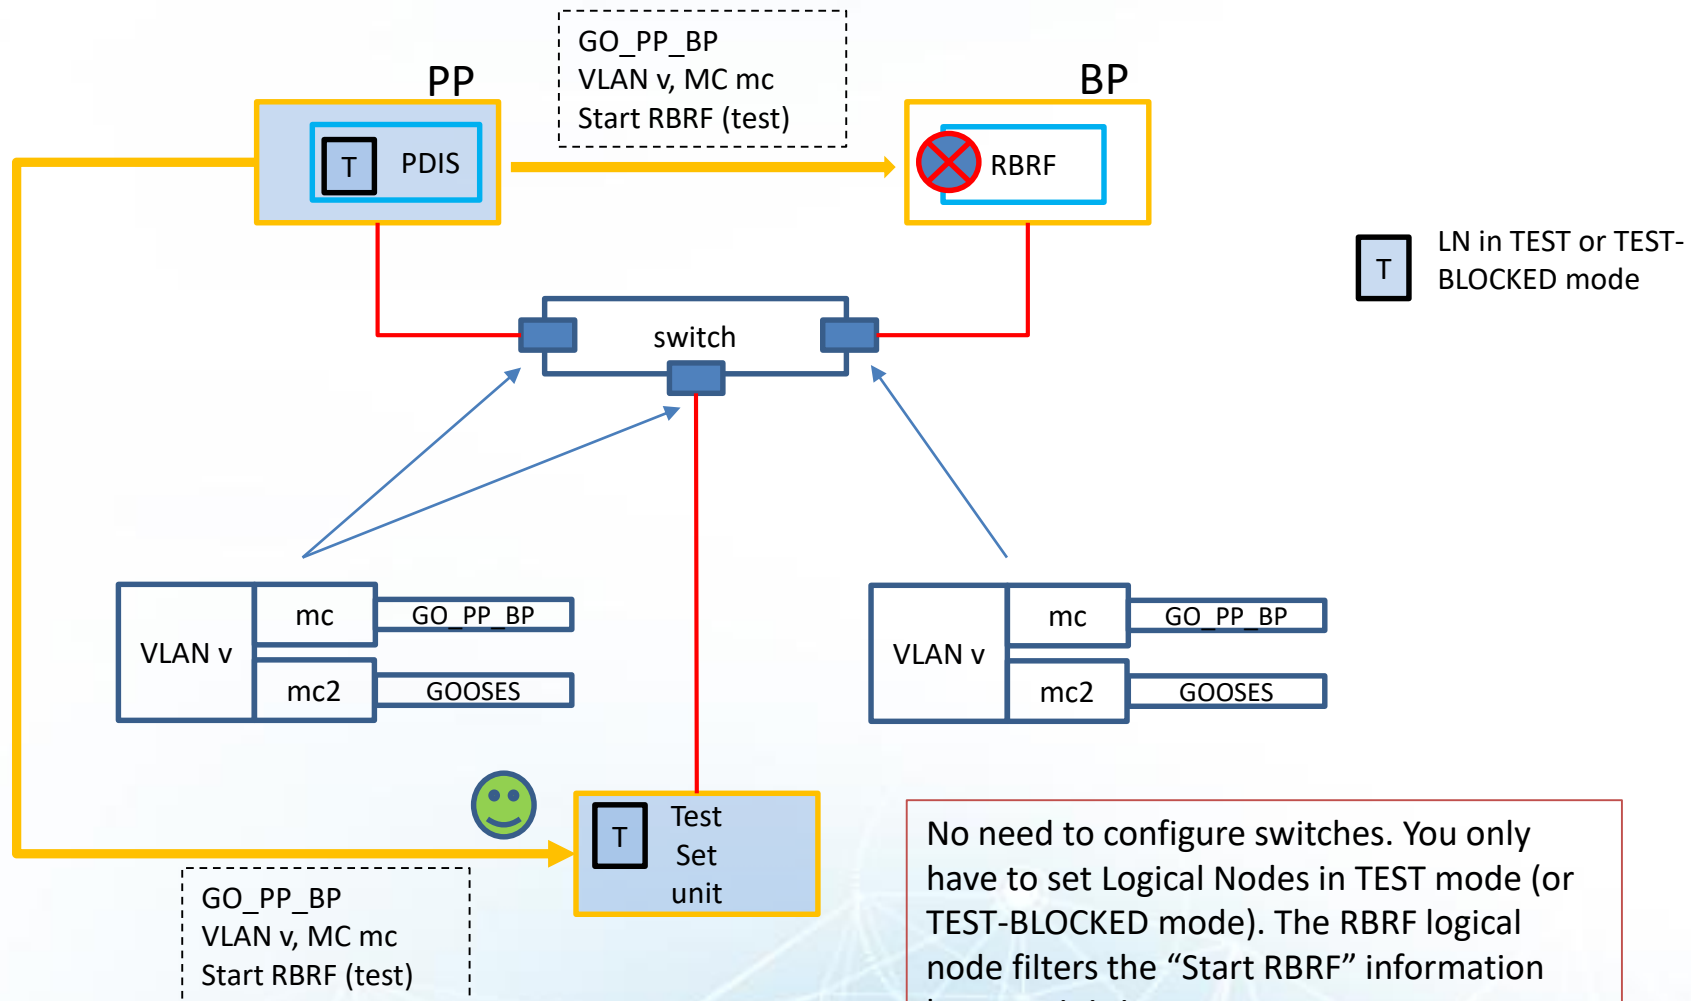 GO_PP_BP
VLAN v, MC mc
Start RBRF (test)
PP
BP
T
PDIS
RBRF
T
LN in TEST or TEST-
BLOCKED mode
switch
VLAN v
mc
GO_PP_BP
mc2
GOOSES
VLAN v
mc
GO_PP_BP
mc2
GOOSES
T
Test
Set
unit
GO_PP_BP
VLAN v, MC mc
Start RBRF (test)
No need to configure switches. You only
have to set Logical Nodes in TEST mode (or
TEST-BLOCKED mode). The RBRF logical
node filters the “Start RBRF” information